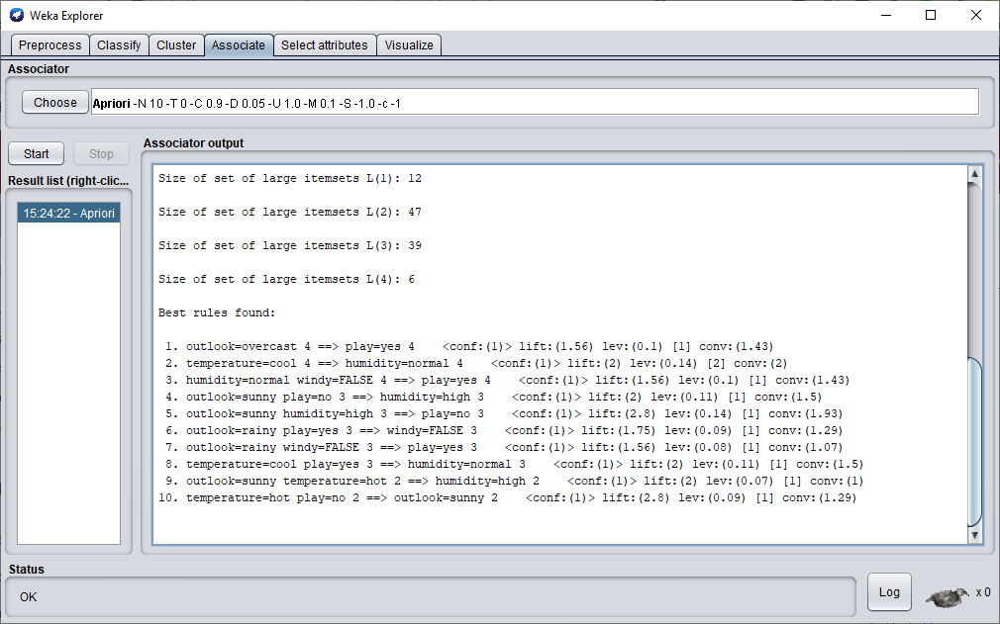 Weka Explorer
Preprocess Classify Cluster Associate Select attributes Visualize
Associator
Choose Apriori -N 10 -T 0 -C 0.9 -D 0.05 -U 1.0 -M 0.1 -S -1.0 -c -1
Start Stop
Result list (right-clic...
15:24:22 - Apriori
Associator output
Size of set of large itemsets L(1): 12
Size of set of large itemsets L(2): 47
Size of set of large itemsets L(3): 39
Size of set of large itemsets L(4): 6
Best rules found:
1. outlook=overcast 4 ==> play=yes 4 <conf:(1)> lift:(1.56) lev:(0.1) [1] conv:(1.43)
2. temperature=cool 4 ==> humidity=normal 4 <conf:(1)> lift:(2) lev:(0.14) [2] conv:(2)
3. humidity=normal windy=FALSE 4 ==> play=yes 4 <conf:(1)> lift:(1.56) lev:(0.1) [1] conv:(1.43)
4. outlook=sunny play=no 3 ==> humidity=high 3 <conf:(1)> lift:(2) lev:(0.11) [1] conv:(1.5)
5. outlook=sunny humidity=high 3 ==> play=no 3 <conf:(1)> lift:(2.8) lev:(0.14) [1] conv:(1.93)
6. outlook=rainy play=yes 3 ==> windy=FALSE 3 <conf:(1)> lift:(1.75) lev:(0.09) [1] conv:(1.29)
7. outlook=rainy windy=FALSE 3 ==> play=yes 3 <conf:(1)> lift:(1.56) lev:(0.08) [1] conv:(1.07)
8. temperature=cool play=yes 3 ==> humidity=normal 3 <conf:(1)> lift:(2) lev:(0.11) [1] conv:(1.5)
9. outlook=sunny temperature=hot 2 ==> humidity=high 2 <conf:(1)> lift:(2) lev:(0.07) [1] conv:(1)
10. temperature=hot play=no 2 ==> outlook=sunny 2 <conf:(1)> lift:(2.8) lev:(0.09) [1] conv:(1.29)
Status
OK
Log
x 0